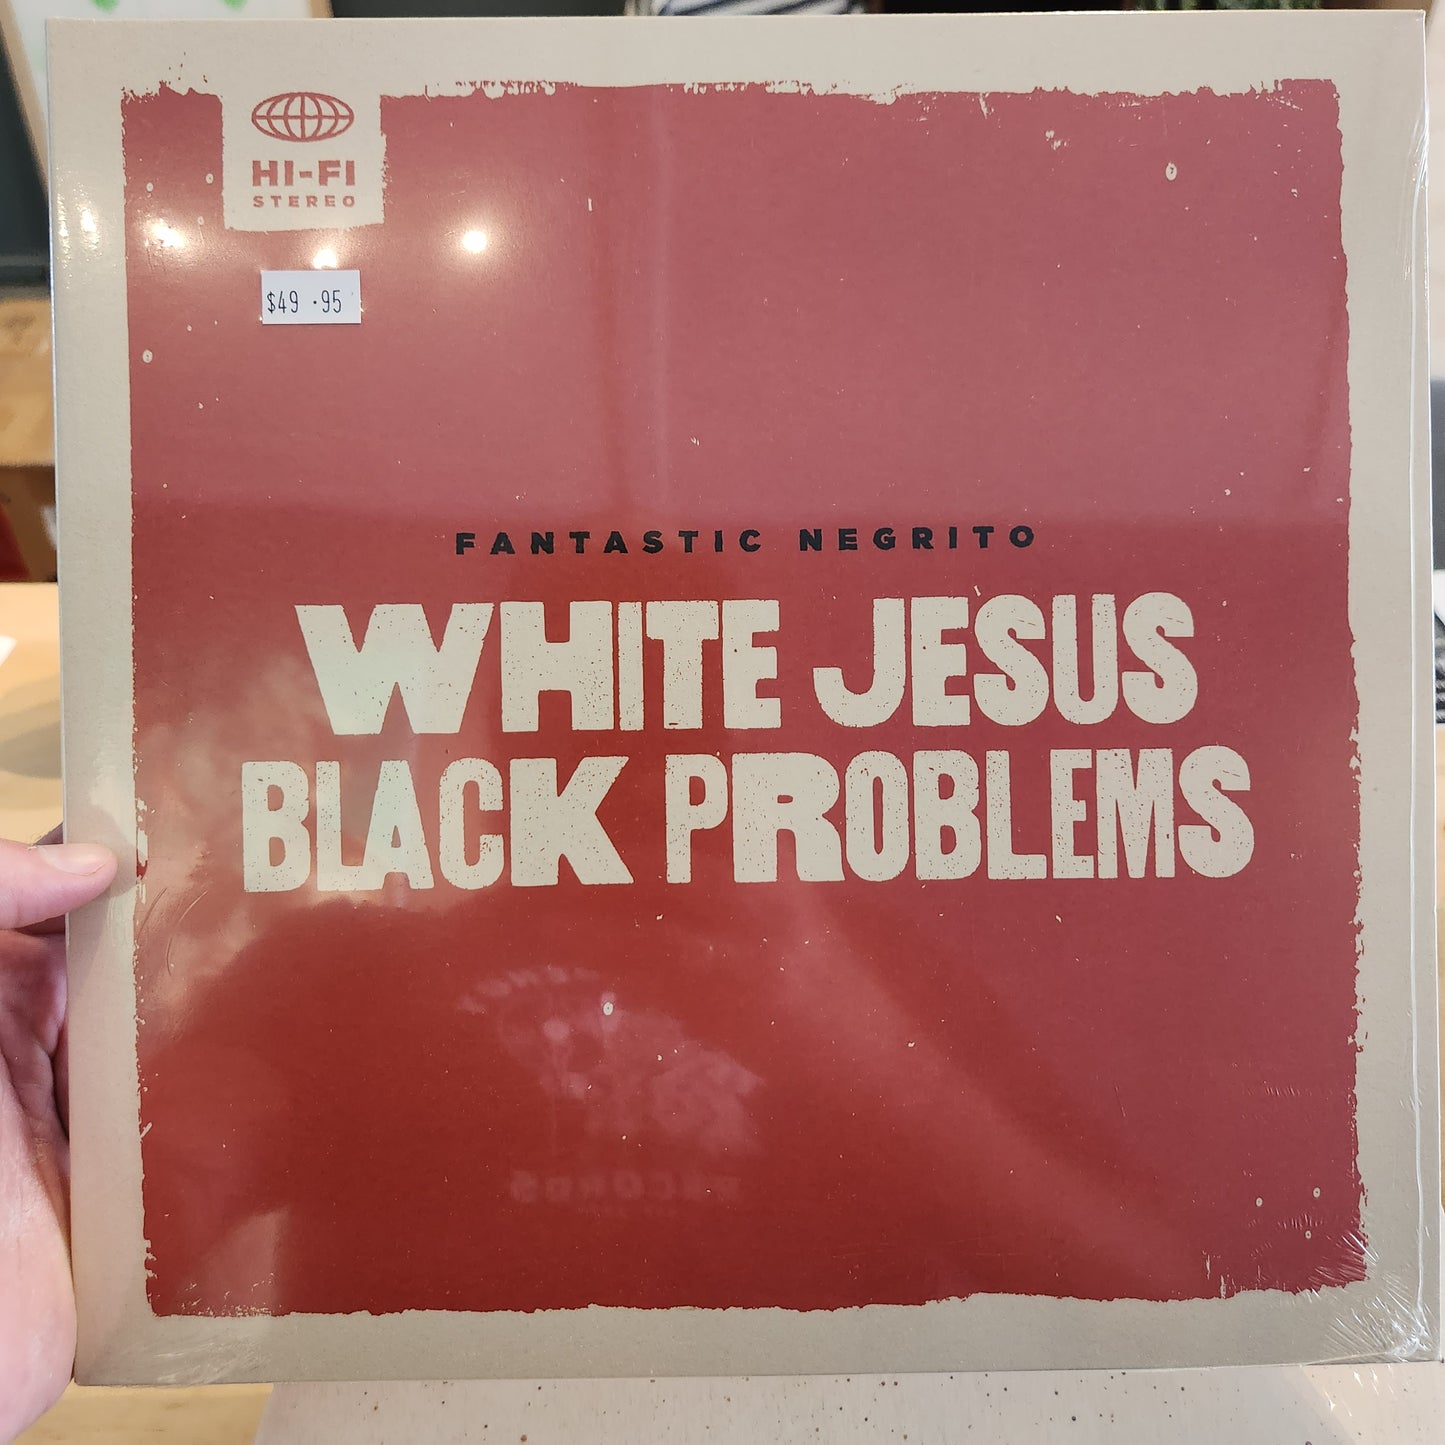 HI-FI
STEREO
$49 .95
FANTASTIC NEGRITO
WHITE JESUS
BLACK PROBLEMS